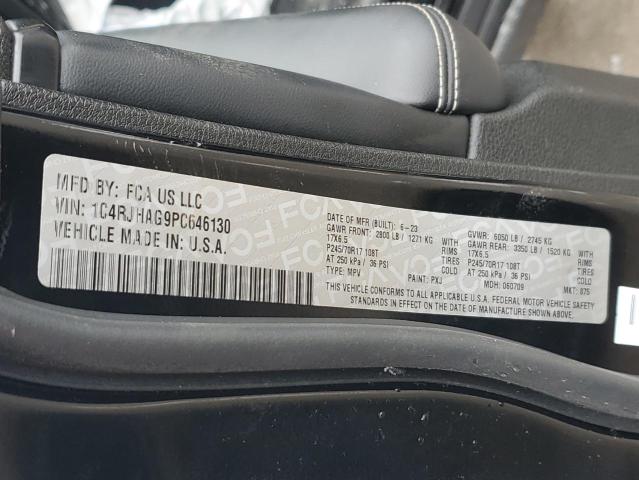 MFD BY: FCA US LLC
VIN: 1C4RJHAG9PC646130
VEHICLE MADE IN: U.S.A.
DATE OF MFR (BUILT): 6-23 GVWR: 6050 LB / 2745 KG
GAWR FRONT: 2800 LB / 1271 KG GAWR REAR: 3350 LB / 1520 KG
17X6.5 RIMS 17X6.5 RIMS
P245/70R17 108T TIRES P245/70R17 108T TIRES
AT 250 kPa / 36 PSI COLD AT 250 kPa / 36 PSI COLD
TYPE: MPV PAINT: PXJ MDH: 060709 MKT: 875
THIS VEHICLE CONFORMS TO ALL APPLICABLE U.S.A. FEDERAL MOTOR VEHICLE SAFETY
STANDARDS IN EFFECT ON THE DATE OF MANUFACTURE SHOWN ABOVE.